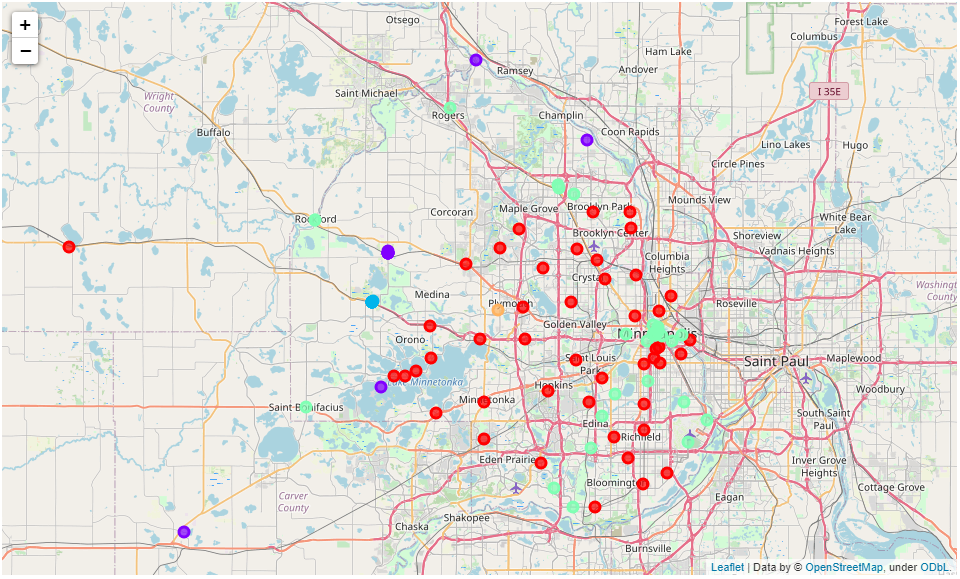 +
−
Otsego
Forest Lake
Columbus
Ham Lake
Ramsey
Andover
Saint Michael
I 35E
Wright
County
Rogers
Champlin
Buffalo
Coon Rapids
Lino Lakes
Hugo
Circle Pines
Corcoran
Maple Grove
Brooklyn Park
Mounds View
White Bear
Lake
Brooklyn Center
Shoreview
Vadnais Heights
Columbia
Heights
Crystal
Washingt
County
Medina
Plymouth
Roseville
Golden Valley
Minneapolis
Orono
Saint Louis
Park
Saint Paul
Maplewood
Lake Minnetonka
Hopkins
Woodbury
Minnetonka
Saint Bonifacius
South Saint
Paul
Edina
Richfield
Eden Prairie
Inver Grove
Heights
Bloomington
Cottage Grove
Carver
County
Eagan
Shakopee
Chaska
Burnsville
Leaflet | Data by © OpenStreetMap, under ODbL.